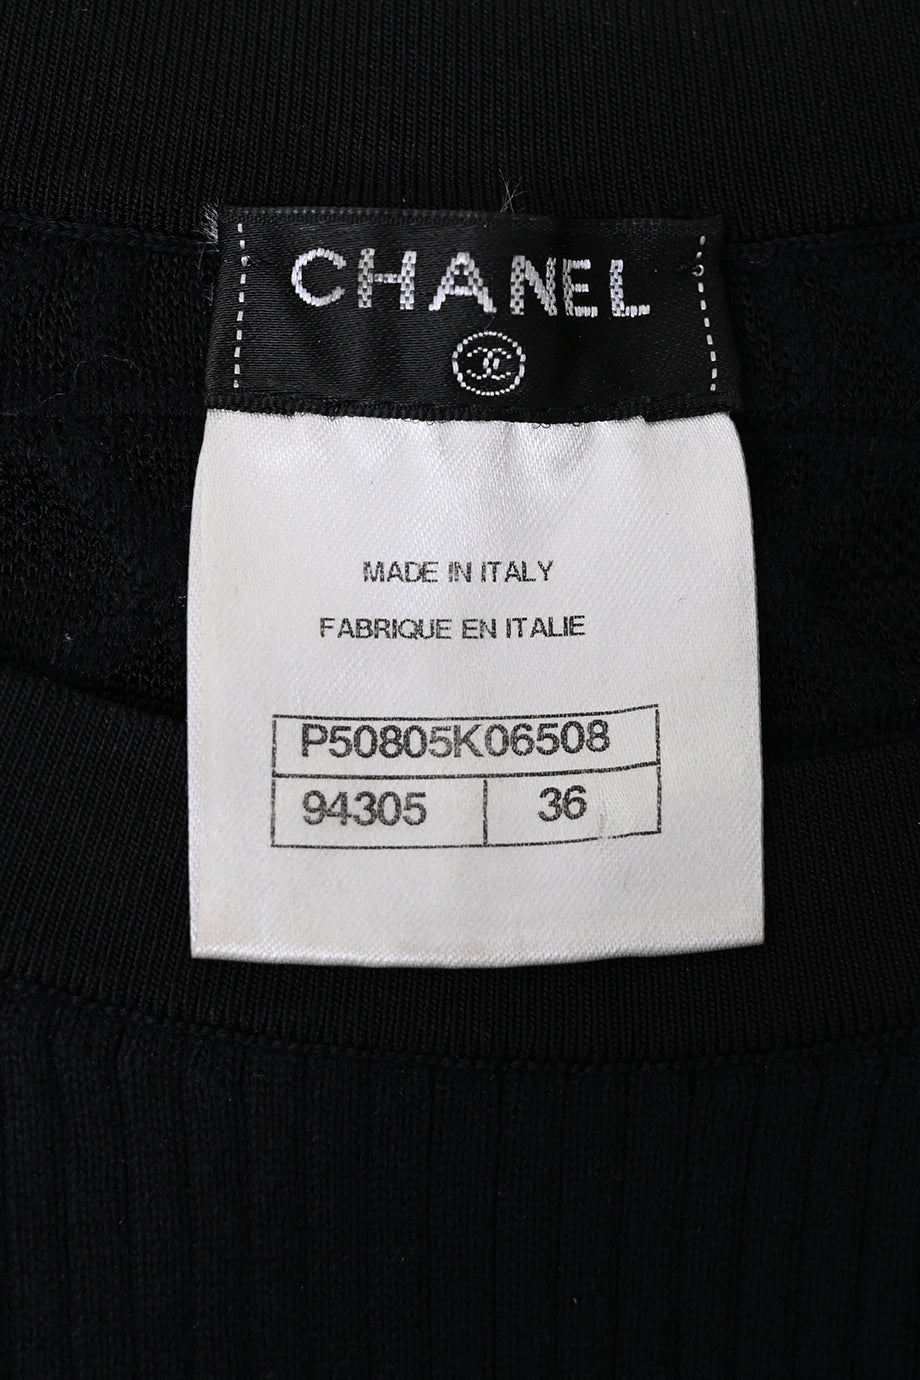 CHANEL
MADE IN ITALY
FABRIQUE EN ITALIE
P50805K06508
94305 36